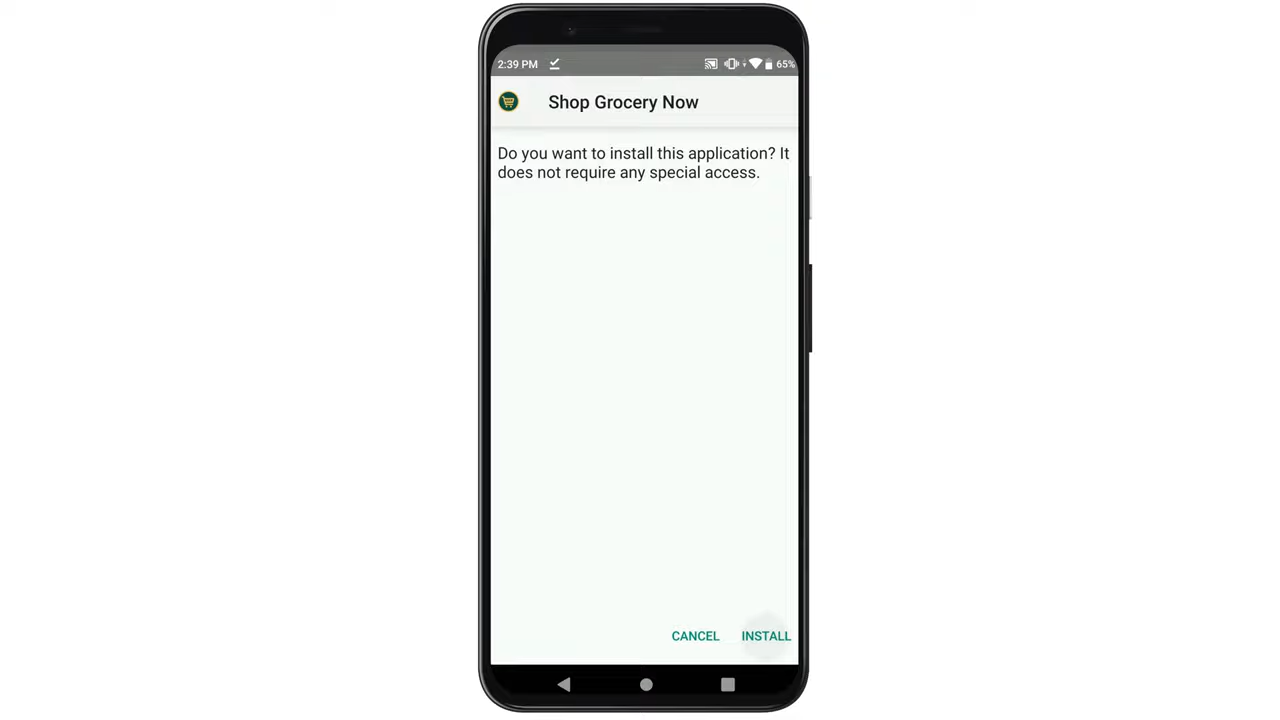 2:39 PM
65%
Shop Grocery Now
Do you want to install this application? It
does not require any special access.
CANCEL INSTALL